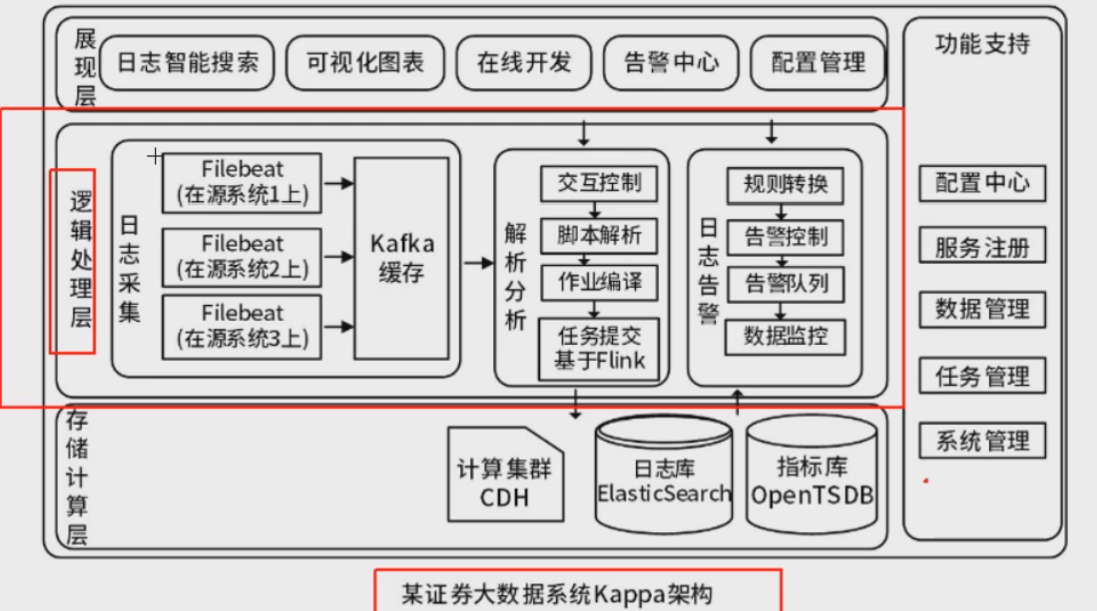 展现层
日志智能搜索
可视化图表
在线开发
告警中心
配置管理
功能支持
配置中心
服务注册
数据管理
任务管理
系统管理
逻辑处理层
日志采集
Filebeat
(在源系统1上)
Filebeat
(在源系统2上)
Filebeat
(在源系统3上)
Kafka
缓存
解析分析
交互控制
脚本解析
作业编译
任务提交
基于Flink
日志告警
规则转换
告警控制
告警队列
数据监控
存储计算层
计算集群
CDH
日志库
ElasticSearch
指标库
OpenTSDB
某证券大数据系统Kappa架构